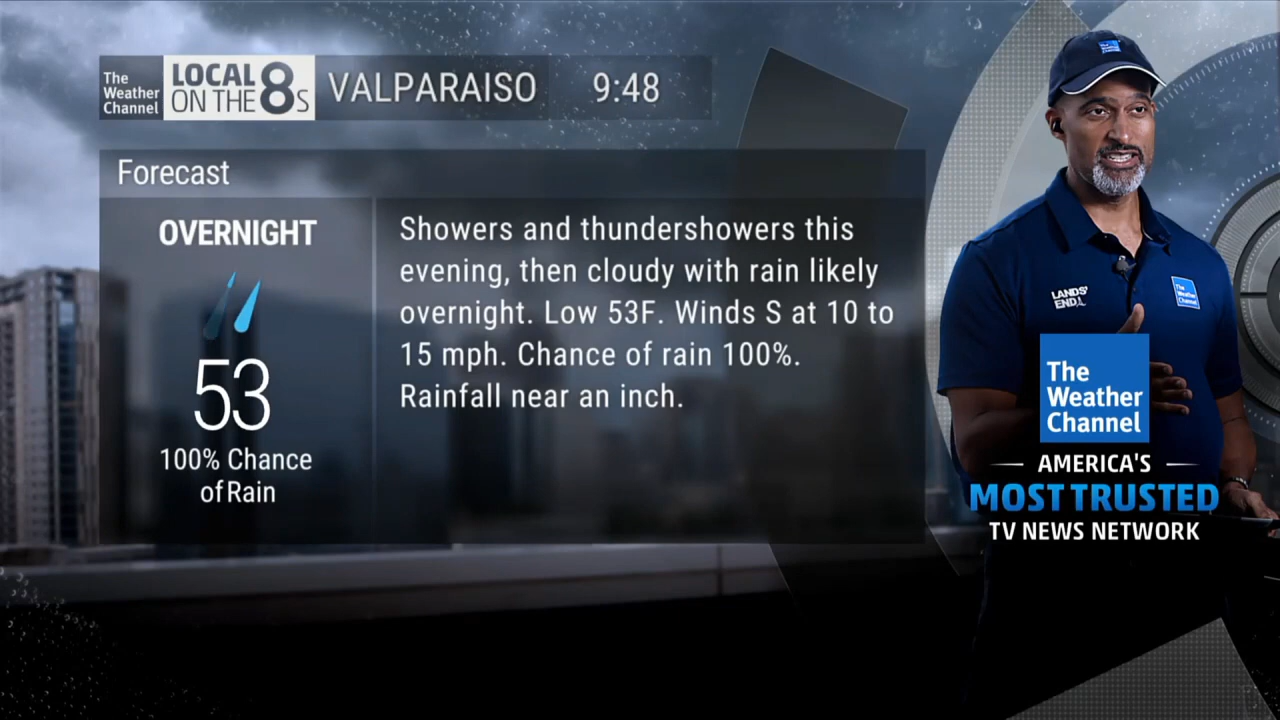 The
Weather
Channel
LOCAL
ON THE 8s
VALPARAISO
9:48
Forecast
OVERNIGHT
53
100% Chance
of Rain
Showers and thundershowers this
evening, then cloudy with rain likely
overnight. Low 53F. Winds S at 10 to
15 mph. Chance of rain 100%.
Rainfall near an inch.
LANDS'
END
The
Weather
Channel
The
Weather
Channel
AMERICA'S
MOST TRUSTED
TV NEWS NETWORK